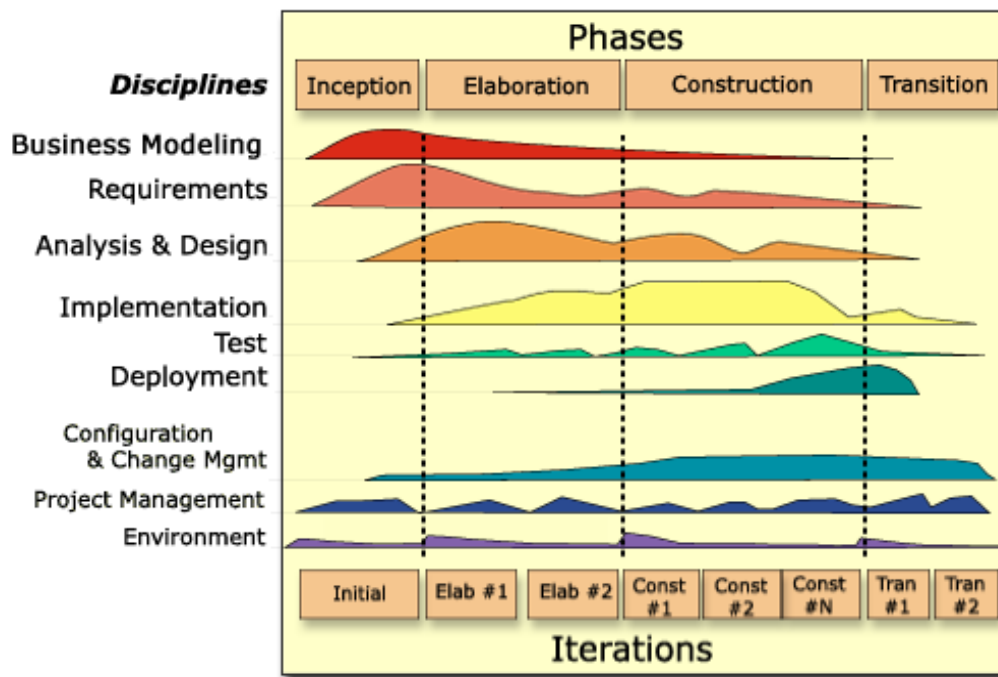 Phases
Disciplines
Inception
Elaboration
Construction
Transition
Business Modeling
Requirements
Analysis & Design
Implementation
Test
Deployment
Configuration
& Change Mgmt
Project Management
Environment
Initial
Elab #1
Elab #2
Const
#1
Const
#2
Const
#N
Tran
#1
Tran
#2
Iterations